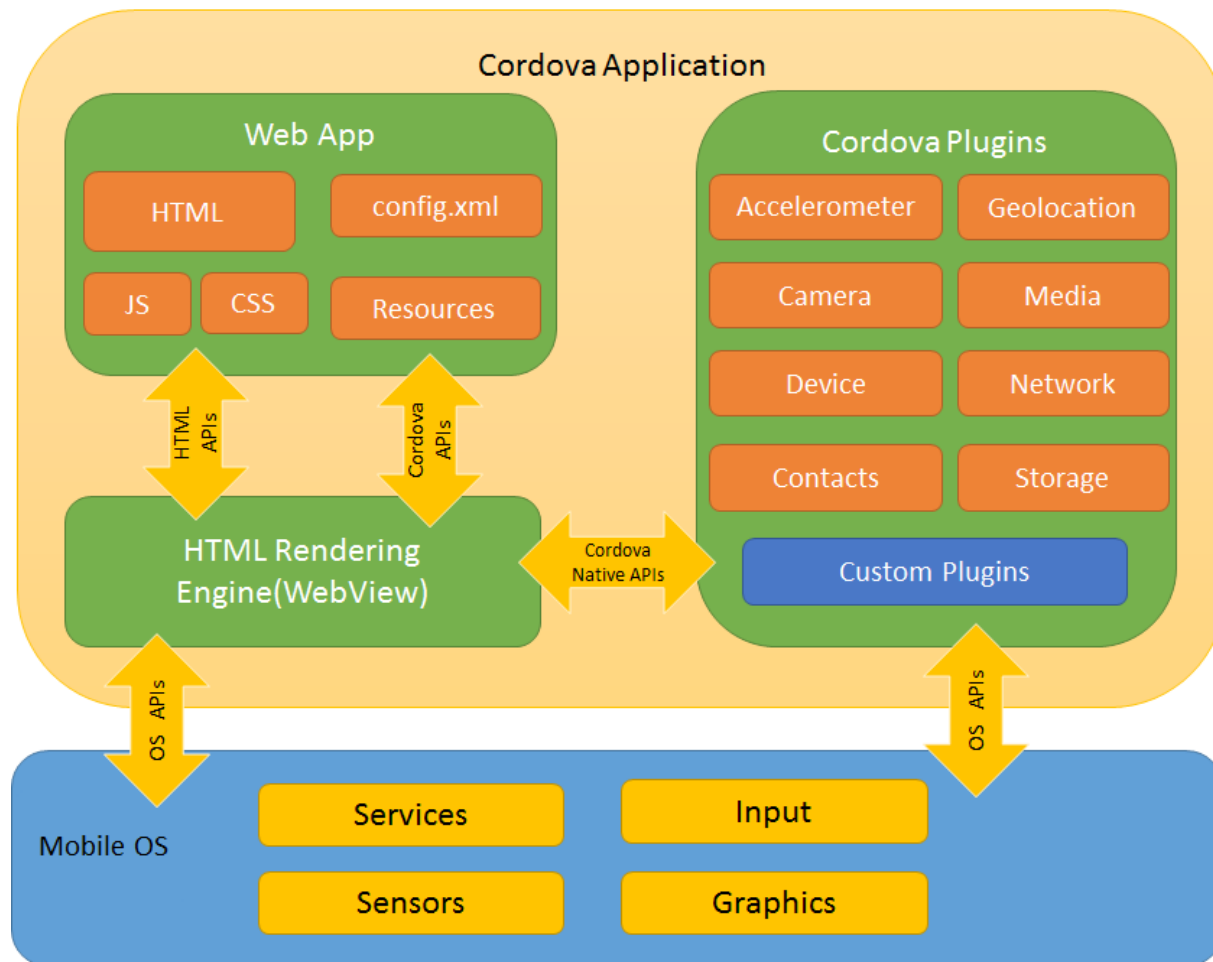 Cordova Application
Web App
HTML
config.xml
JS
CSS
Resources
Cordova Plugins
Accelerometer
Geolocation
Camera
Media
Device
Network
Contacts
Storage
Custom Plugins
HTML
APIs
Cordova
APIs
HTML Rendering
Engine(WebView)
Cordova
Native APIs
OS APIs
OS APIs
Mobile OS
Services
Input
Sensors
Graphics